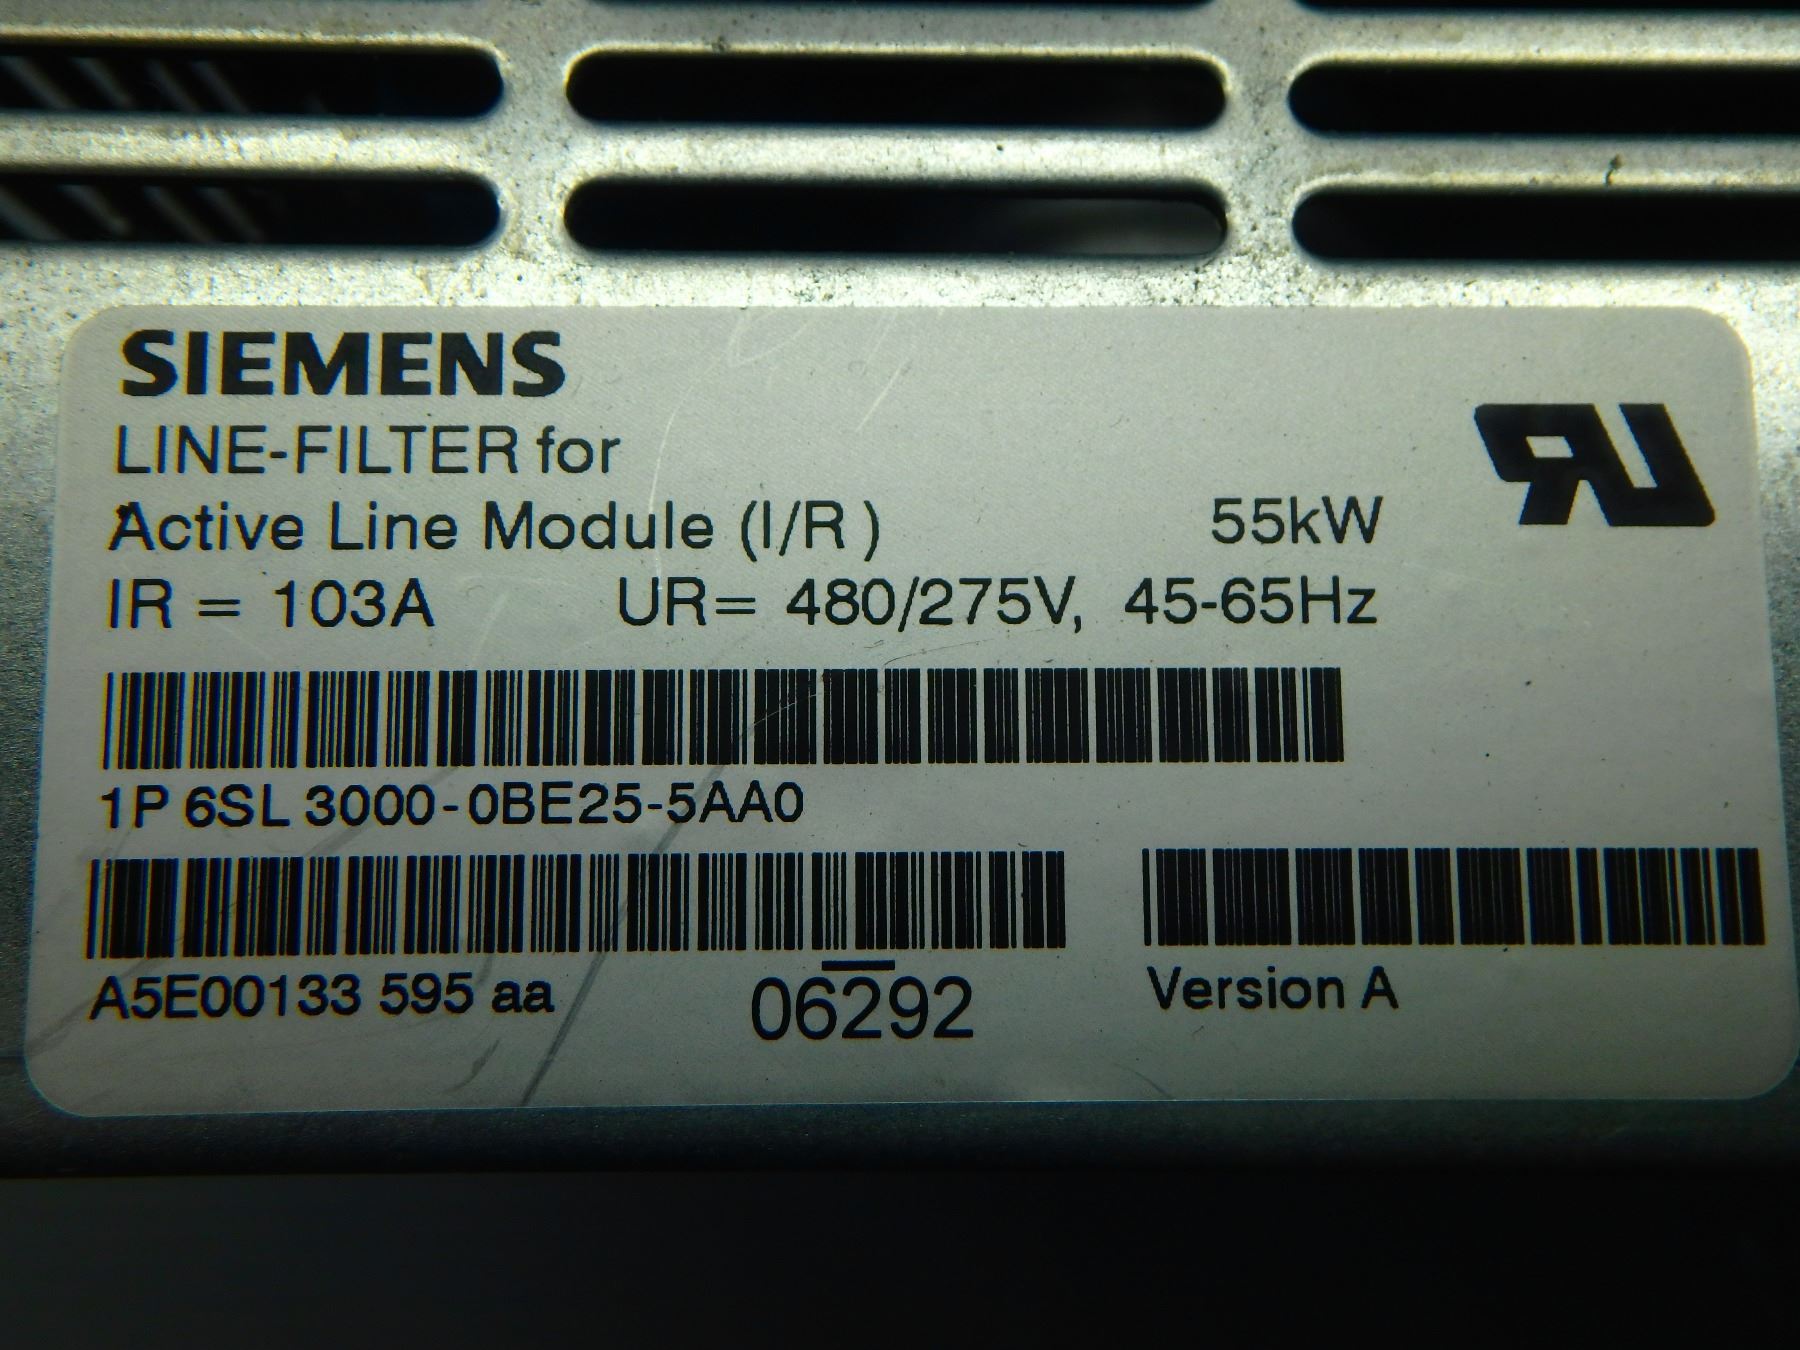 SIEMENS
LINE-FILTER for
Active Line Module (I/R ) 55kW
IR = 103A UR= 480/275V, 45-65Hz
1P 6SL 3000-0BE25-5AA0
A5E00133 595 aa 06292 Version A